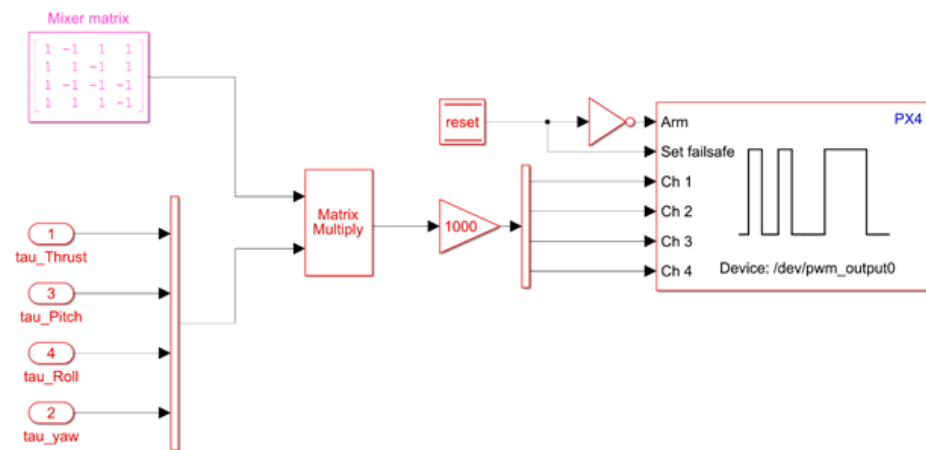 Mixer matrix
1 -1 1 1
1 1 -1 1
1 -1 -1 -1
1 1 1 -1
reset
Arm
PX4
Set failsafe
Ch 1
Ch 2
Ch 3
Ch 4
Device: /dev/pwm_output0
Matrix
Multiply
1000
1
tau_Thrust
3
tau_Pitch
4
tau_Roll
2
tau_yaw